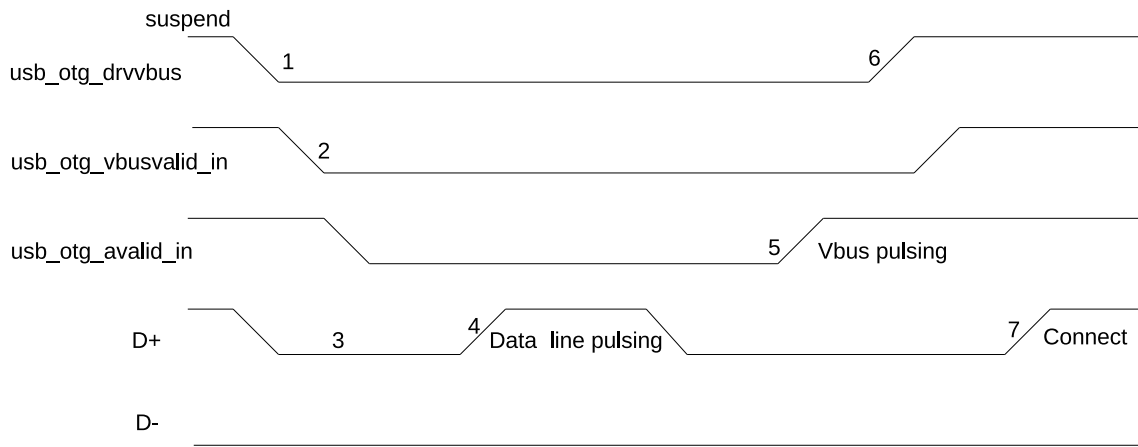 suspend
usb_otg_drvvbus
1
6
usb_otg_vbusvalid_in
2
usb_otg_avalid_in
5
Vbus pulsing
D+
3
4
Data line pulsing
7
Connect
D-